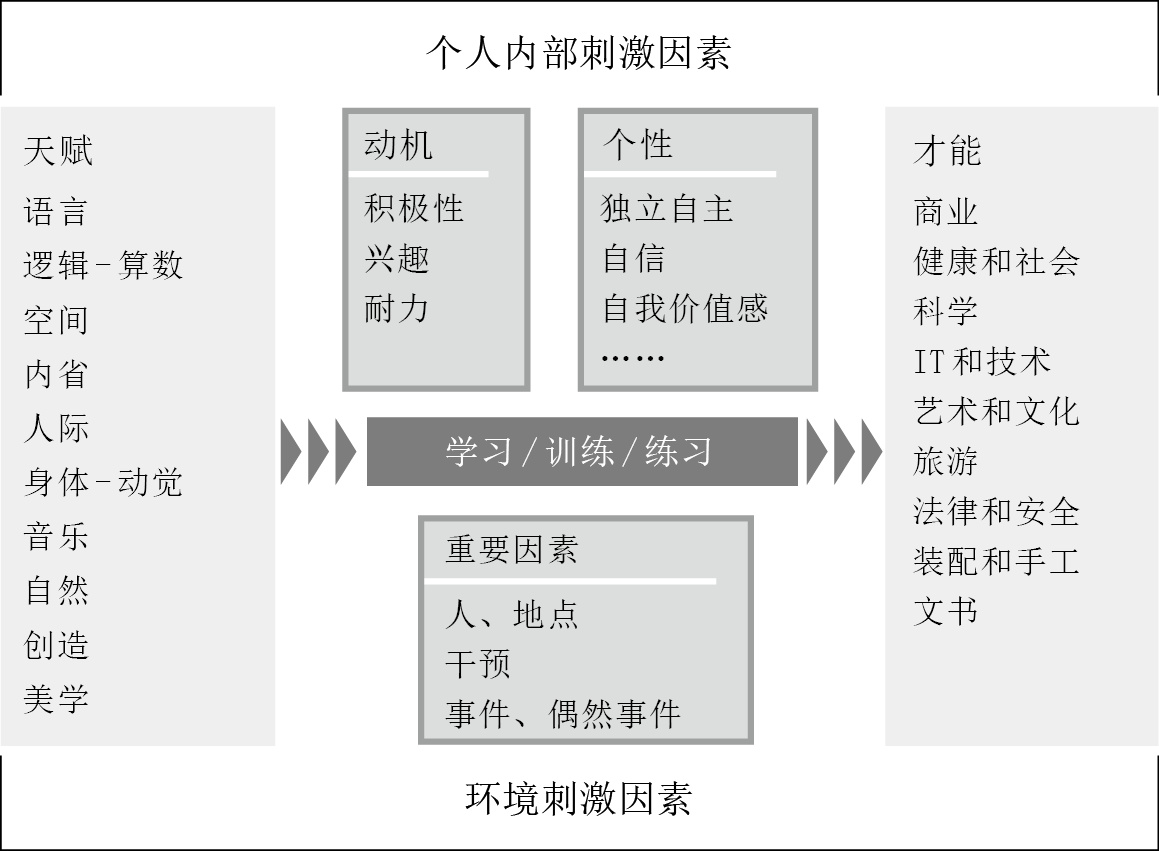 个人内部刺激因素
天赋
语言
逻辑-算数
空间
内省
人际
身体-动觉
音乐
自然
创造
美学
动机
积极性
兴趣
耐力
个性
独立自主
自信
自我价值感
……
学习/训练/练习
重要因素
人、地点
干预
事件、偶然事件
才能
商业
健康和社会
科学
IT和技术
艺术和文化
旅游
法律和安全
装配和手工
文书
环境刺激因素